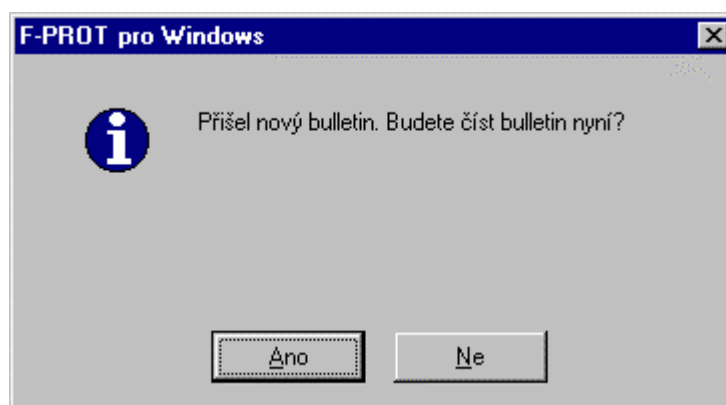 F-PROT pro Windows
Přišel nový bulletin. Budete číst bulletin nyní?
Ano
Ne